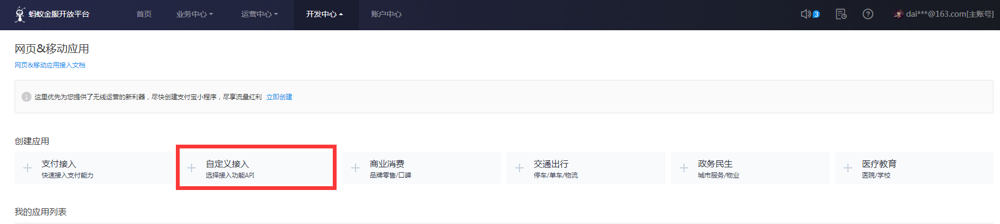 蚂蚁金服开放平台 首页 业务中心 运营中心 开发中心 账户中心 3 dai***@163.com[主账号]
网页&移动应用
网页&移动应用接入文档
1 这里优先为您提供了无线运营的新利器，尽快创建支付宝小程序，尽享流量红利 立即创建
创建应用
支付接入 自定义接入 商业消费 交通出行 政务民生 医疗教育
快速接入支付能力 选择接入功能API 品牌零售/口碑 停车/单车/物流 城市服务/物业 医院/学校
我的应用列表